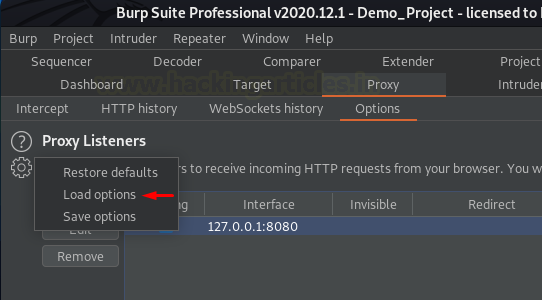 Burp Suite Professional v2020.12.1 - Demo_Project - licensed to
Burp Project Intruder Repeater Window Help
Sequencer Decoder Comparer Extender Project
www.hackingarticles.i
Dashboard Target Proxy Intruder
Intercept HTTP history WebSockets history Options
? Proxy Listeners
Restore defaults
ers to receive incoming HTTP requests from your browser. You w
Load options
ng Interface Invisible Redirect
Save options
Edit 127.0.0.1:8080
Remove